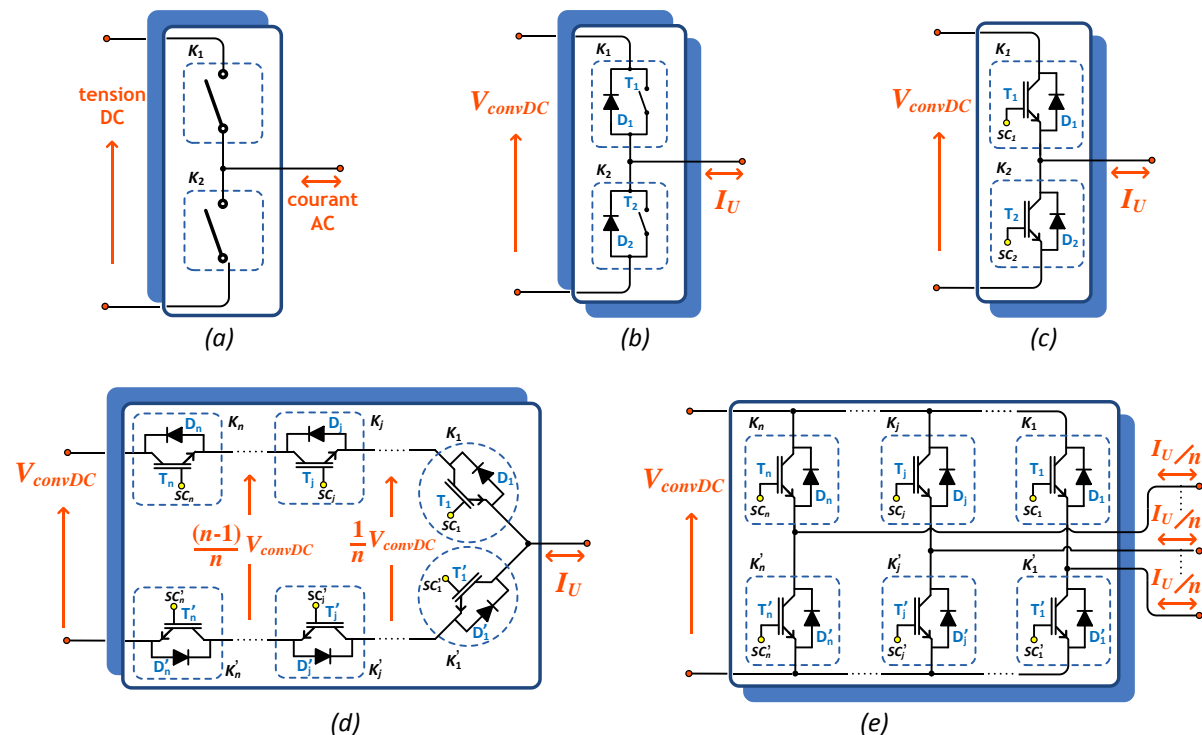 K1
tension
DC
K2
courant
AC
(a)
K1
T1
VconvDC
D1
K2
T2
IU
D2
(b)
K1
VconvDC
T1
D1
SC1
K2
T2
IU
D2
SC2
(c)
Dn
Kn
Dj
Kj
K1
VconvDC
Tn
SCn
Tj
SCj
D1
T1
SC1
(n-1)/n VconvDC
1/n VconvDC
IU
SC'n
SC'j
SC'1
T'1
T'n
T'j
D'1
D'n
K'n
D'j
K'j
K'1
(d)
Kn
Kj
K1
VconvDC
Tn
Dn
SCn
Tj
Dj
SCj
T1
D1
SC1
IU/n
IU/n
IU/n
K'n
K'j
K'1
T'n
D'n
SC'n
T'j
D'j
SC'j
T'1
D'1
SC'1
(e)